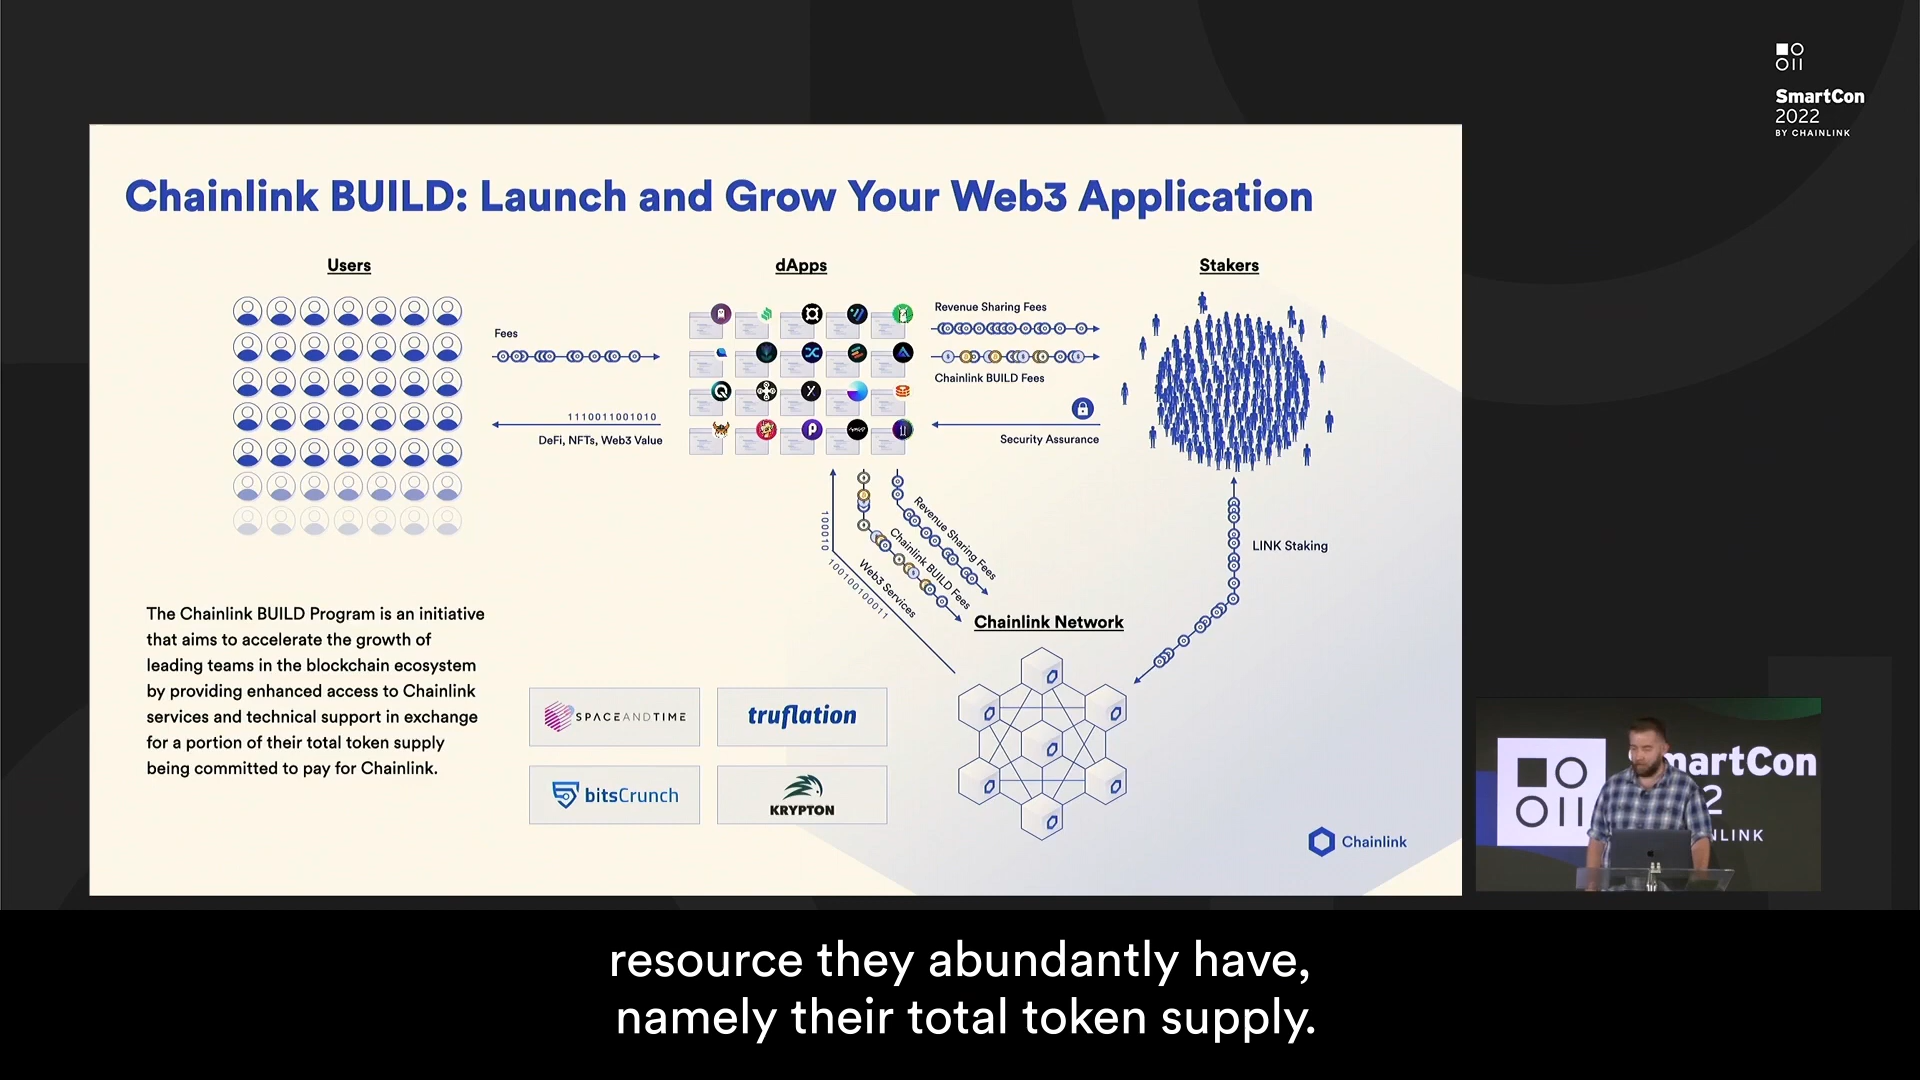 SmartCon
2022
BY CHAINLINK
Chainlink BUILD: Launch and Grow Your Web3 Application
Users
dApps
Stakers
Fees
1110011001010
DeFi, NFTs, Web3 Value
Revenue Sharing Fees
Chainlink BUILD Fees
Security Assurance
100010
100100100011
Web3 Services
Chainlink BUILD Fees
Revenue Sharing Fees
LINK Staking
Chainlink Network
The Chainlink BUILD Program is an initiative
that aims to accelerate the growth of
leading teams in the blockchain ecosystem
by providing enhanced access to Chainlink
services and technical support in exchange
for a portion of their total token supply
being committed to pay for Chainlink.
SPACEANDTIME
truflation
bitsCrunch
KRYPTON
Chainlink
martCon
2
NLINK
resource they abundantly have,
namely their total token supply.